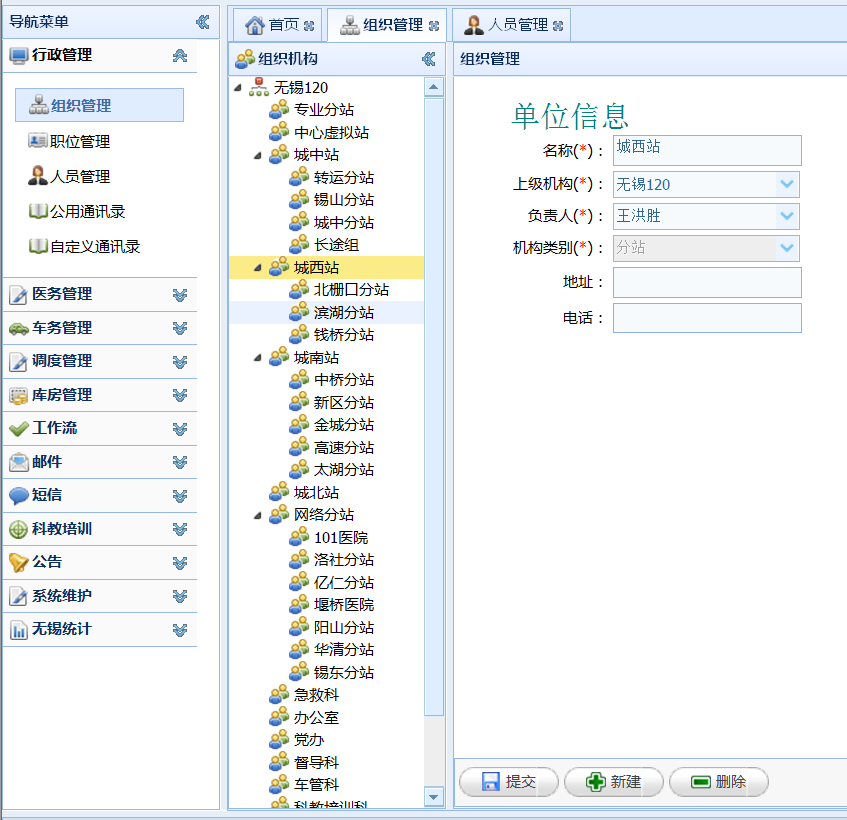 导航菜单
行政管理
组织管理
职位管理
人员管理
公用通讯录
自定义通讯录
医务管理
车务管理
调度管理
库房管理
工作流
邮件
短信
科教培训
公告
系统维护
无锡统计
首页 组织管理 人员管理
组织机构
无锡120
专业分站
中心虚拟站
城中站
转运分站
锡山分站
城中分站
长途组
城西站
北栅口分站
滨湖分站
钱桥分站
城南站
中桥分站
新区分站
金城分站
高速分站
太湖分站
城北站
网络分站
101医院
洛社分站
亿仁分站
堰桥医院
阳山分站
华清分站
锡东分站
急救科
办公室
党办
督导科
车管科
科教培训科
组织管理
单位信息
名称(*)： 城西站
上级机构(*)： 无锡120
负责人(*)： 王洪胜
机构类别(*)： 分站
地址：
电话：
提交 新建 删除